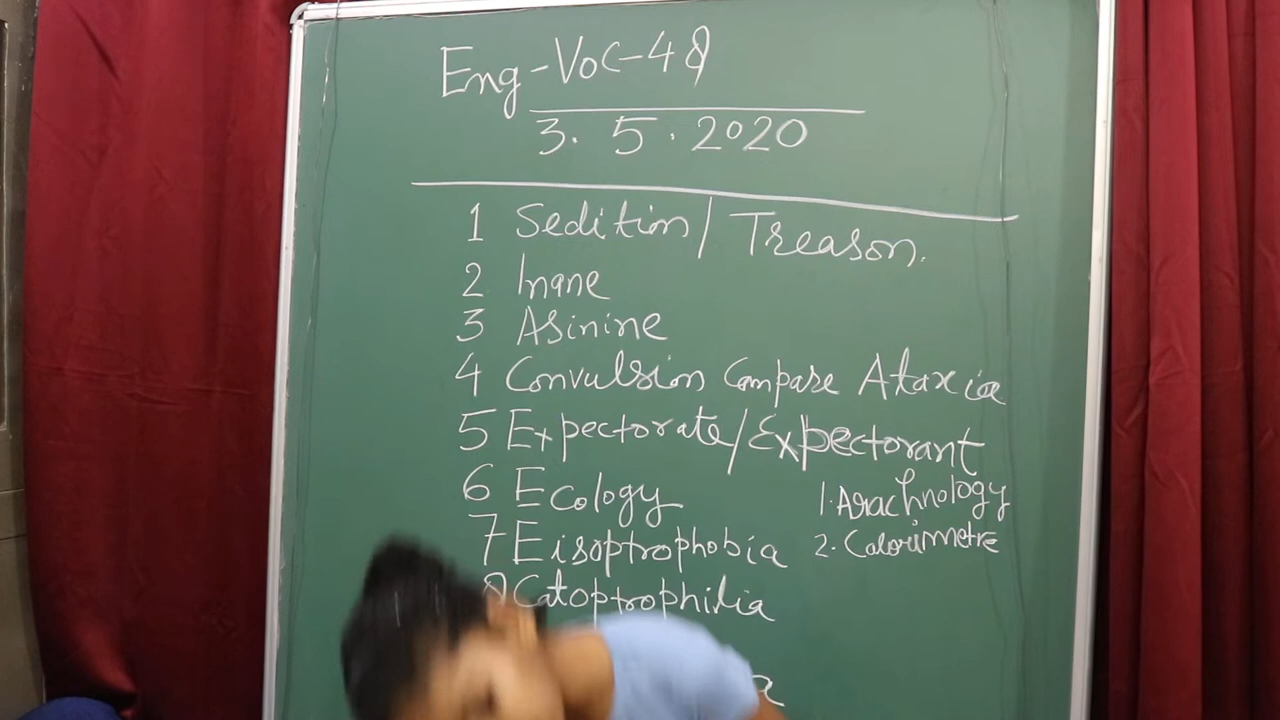 Eng-Voc-48
3. 5. 2020
1 Sedition / Treason.
2 Inane
3 Asinine
4 Convulsion Compare Ataxia
5 Expectorate/Expectorant
6 Ecology
1. Arachnology
7 Eisoptrophobia
2. Calorimetre
8 Catoptrophilia